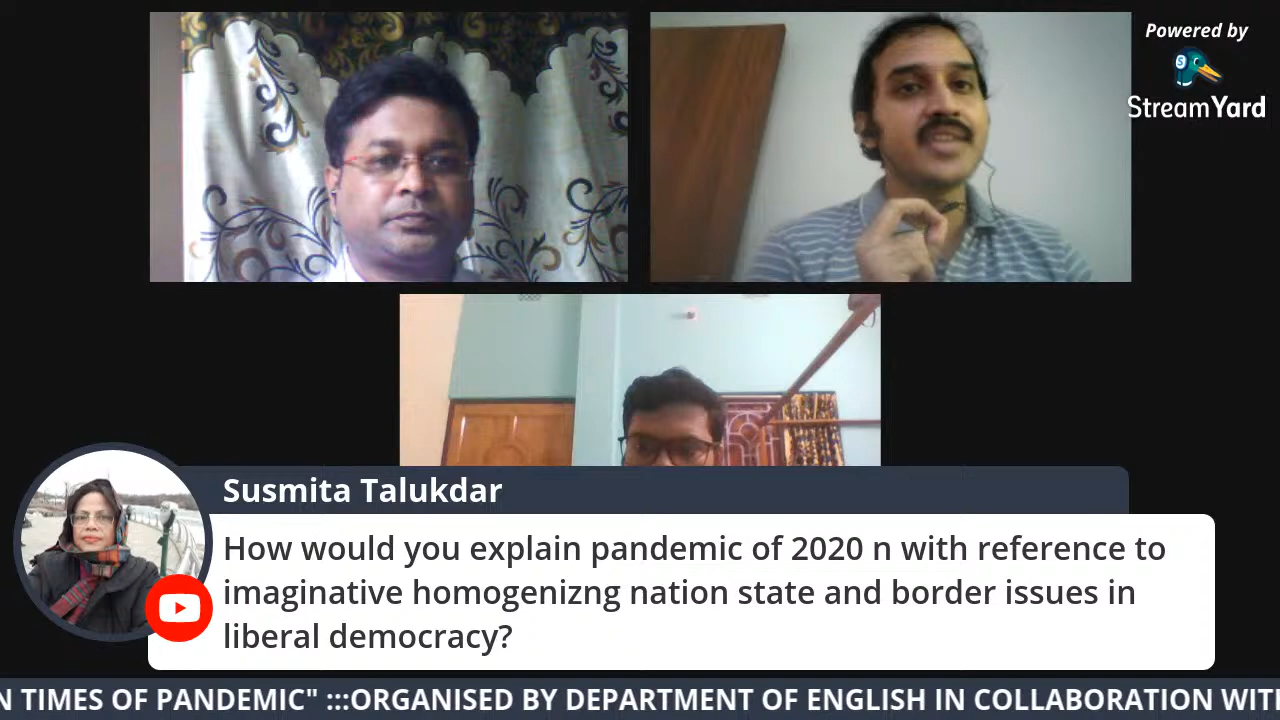 Powered by
StreamYard
Susmita Talukdar
How would you explain pandemic of 2020 n with reference to
imaginative homogenizng nation state and border issues in
liberal democracy?
N TIMES OF PANDEMIC" :::ORGANISED BY DEPARTMENT OF ENGLISH IN COLLABORATION WIT